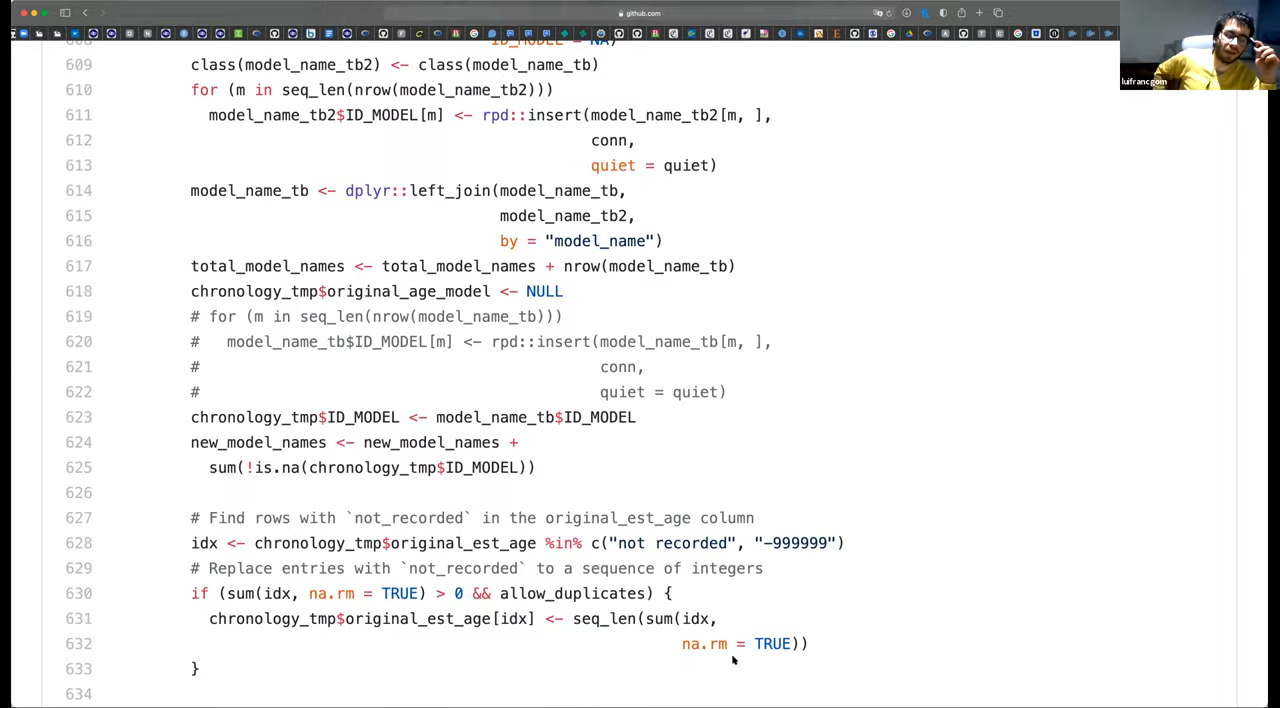 github.com
luifrancgom
608 ID_MODEL = NA)
609 class(model_name_tb2) <- class(model_name_tb)
610 for (m in seq_len(nrow(model_name_tb2)))
611 model_name_tb2$ID_MODEL[m] <- rpd::insert(model_name_tb2[m, ],
612 conn,
613 quiet = quiet)
614 model_name_tb <- dplyr::left_join(model_name_tb,
615 model_name_tb2,
616 by = "model_name")
617 total_model_names <- total_model_names + nrow(model_name_tb)
618 chronology_tmp$original_age_model <- NULL
619 # for (m in seq_len(nrow(model_name_tb)))
620 #   model_name_tb$ID_MODEL[m] <- rpd::insert(model_name_tb[m, ],
621 # conn,
622 # quiet = quiet)
623 chronology_tmp$ID_MODEL <- model_name_tb$ID_MODEL
624 new_model_names <- new_model_names +
625 sum(!is.na(chronology_tmp$ID_MODEL))
626
627 # Find rows with `not_recorded` in the original_est_age column
628 idx <- chronology_tmp$original_est_age %in% c("not recorded", "-999999")
629 # Replace entries with `not_recorded` to a sequence of integers
630 if (sum(idx, na.rm = TRUE) > 0 && allow_duplicates) {
631 chronology_tmp$original_est_age[idx] <- seq_len(sum(idx,
632 na.rm = TRUE))
633 }
634